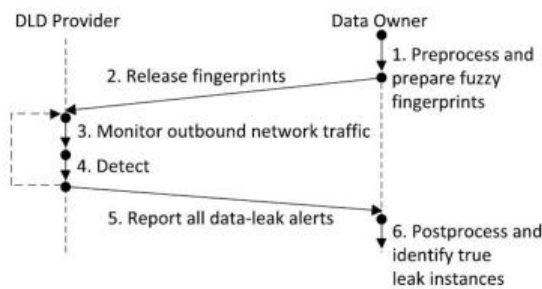 DLD Provider
Data Owner
1. Preprocess and
prepare fuzzy
fingerprints
2. Release fingerprints
3. Monitor outbound network traffic
4. Detect
5. Report all data-leak alerts
6. Postprocess and
identify true
leak instances